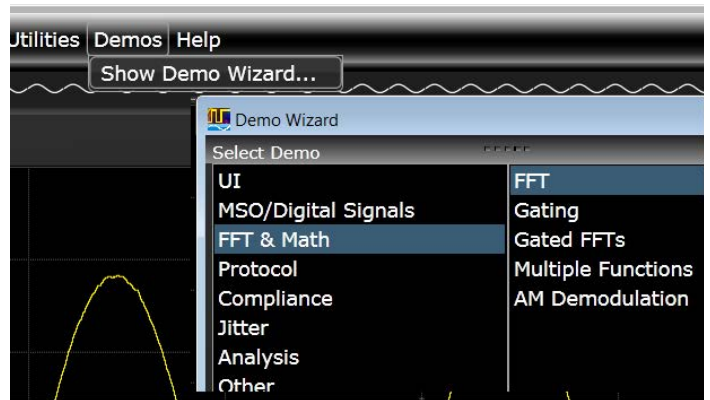 Utilities Demos Help
Show Demo Wizard...
Demo Wizard
Select Demo
UI
MSO/Digital Signals
FFT & Math
Protocol
Compliance
Jitter
Analysis
Other
FFT
Gating
Gated FFTs
Multiple Functions
AM Demodulation